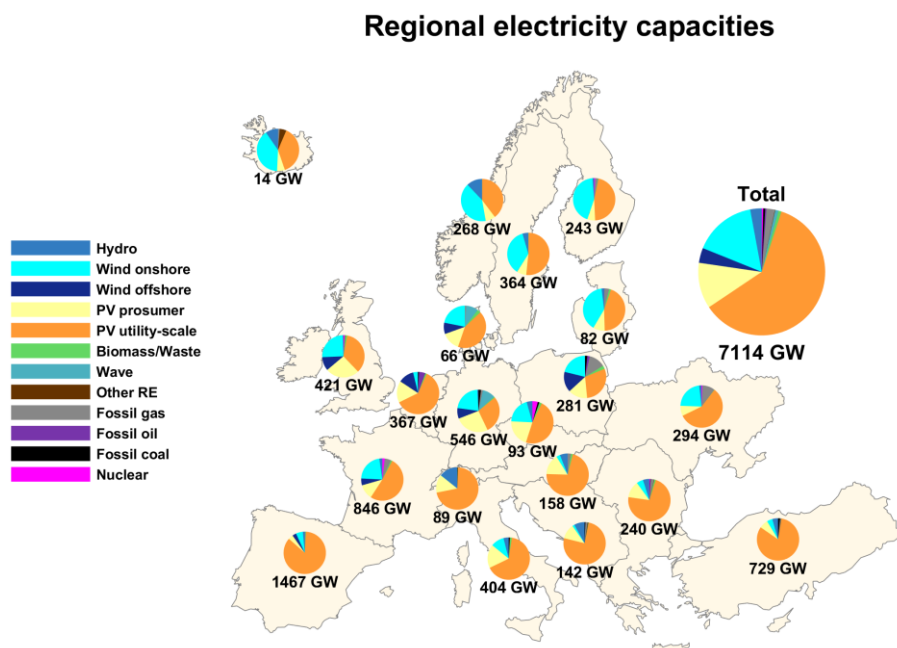 Regional electricity capacities
14 GW
Total
268 GW
243 GW
Hydro
Wind onshore
Wind offshore
PV prosumer
PV utility-scale
Biomass/Waste
Wave
Other RE
Fossil gas
Fossil oil
Fossil coal
Nuclear
364 GW
82 GW
66 GW
7114 GW
421 GW
281 GW
367 GW
546 GW
93 GW
294 GW
846 GW
89 GW
158 GW
240 GW
1467 GW
404 GW
142 GW
729 GW